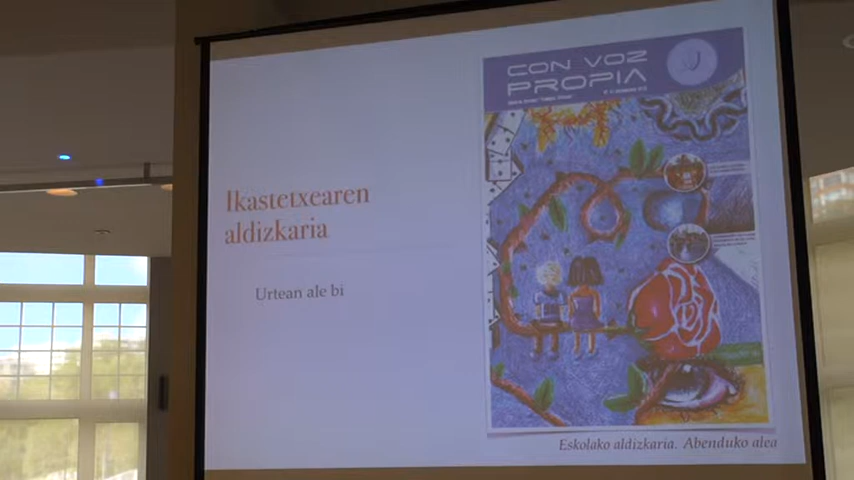 Ikastetxearen
aldizkaria
Urtean ale bi
CON VOZ
PROPIA
Eskolako aldizkaria. Abenduko alea